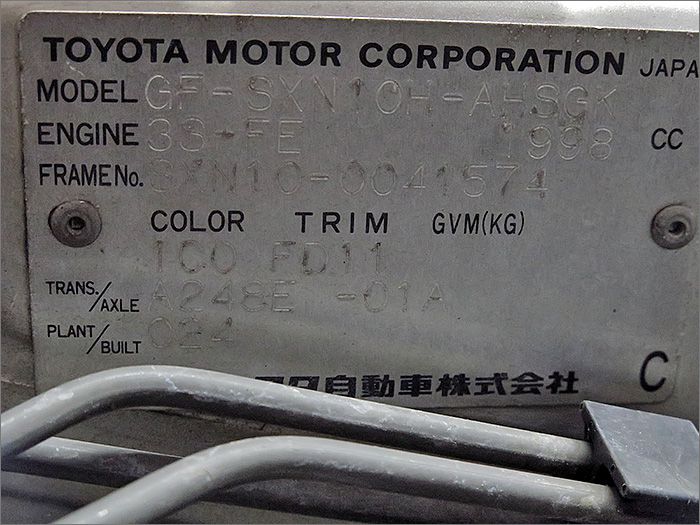 TOYOTA MOTOR CORPORATION JAPA
MODEL GF-SXN10H-AHSGK
ENGINE 3S-FE 1998 CC
FRAME No. SXN10-0041574
COLOR TRIM GVM(KG)
1C0 FD11
TRANS./AXLE A248E -01A
PLANT/BUILT 024
自動車株式会社 C